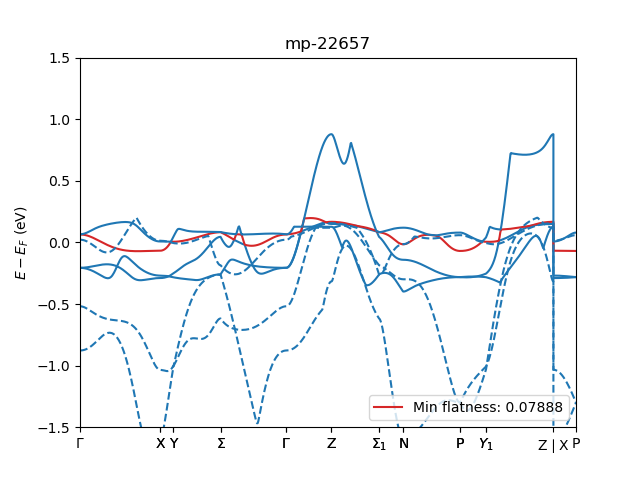 mp-22657
E − E_F (eV)
1.5
1.0
0.5
0.0
−0.5
−1.0
−1.5
Min flatness: 0.07888
Γ X Y Σ Γ Z Σ₁ N P Y₁ Z | X P